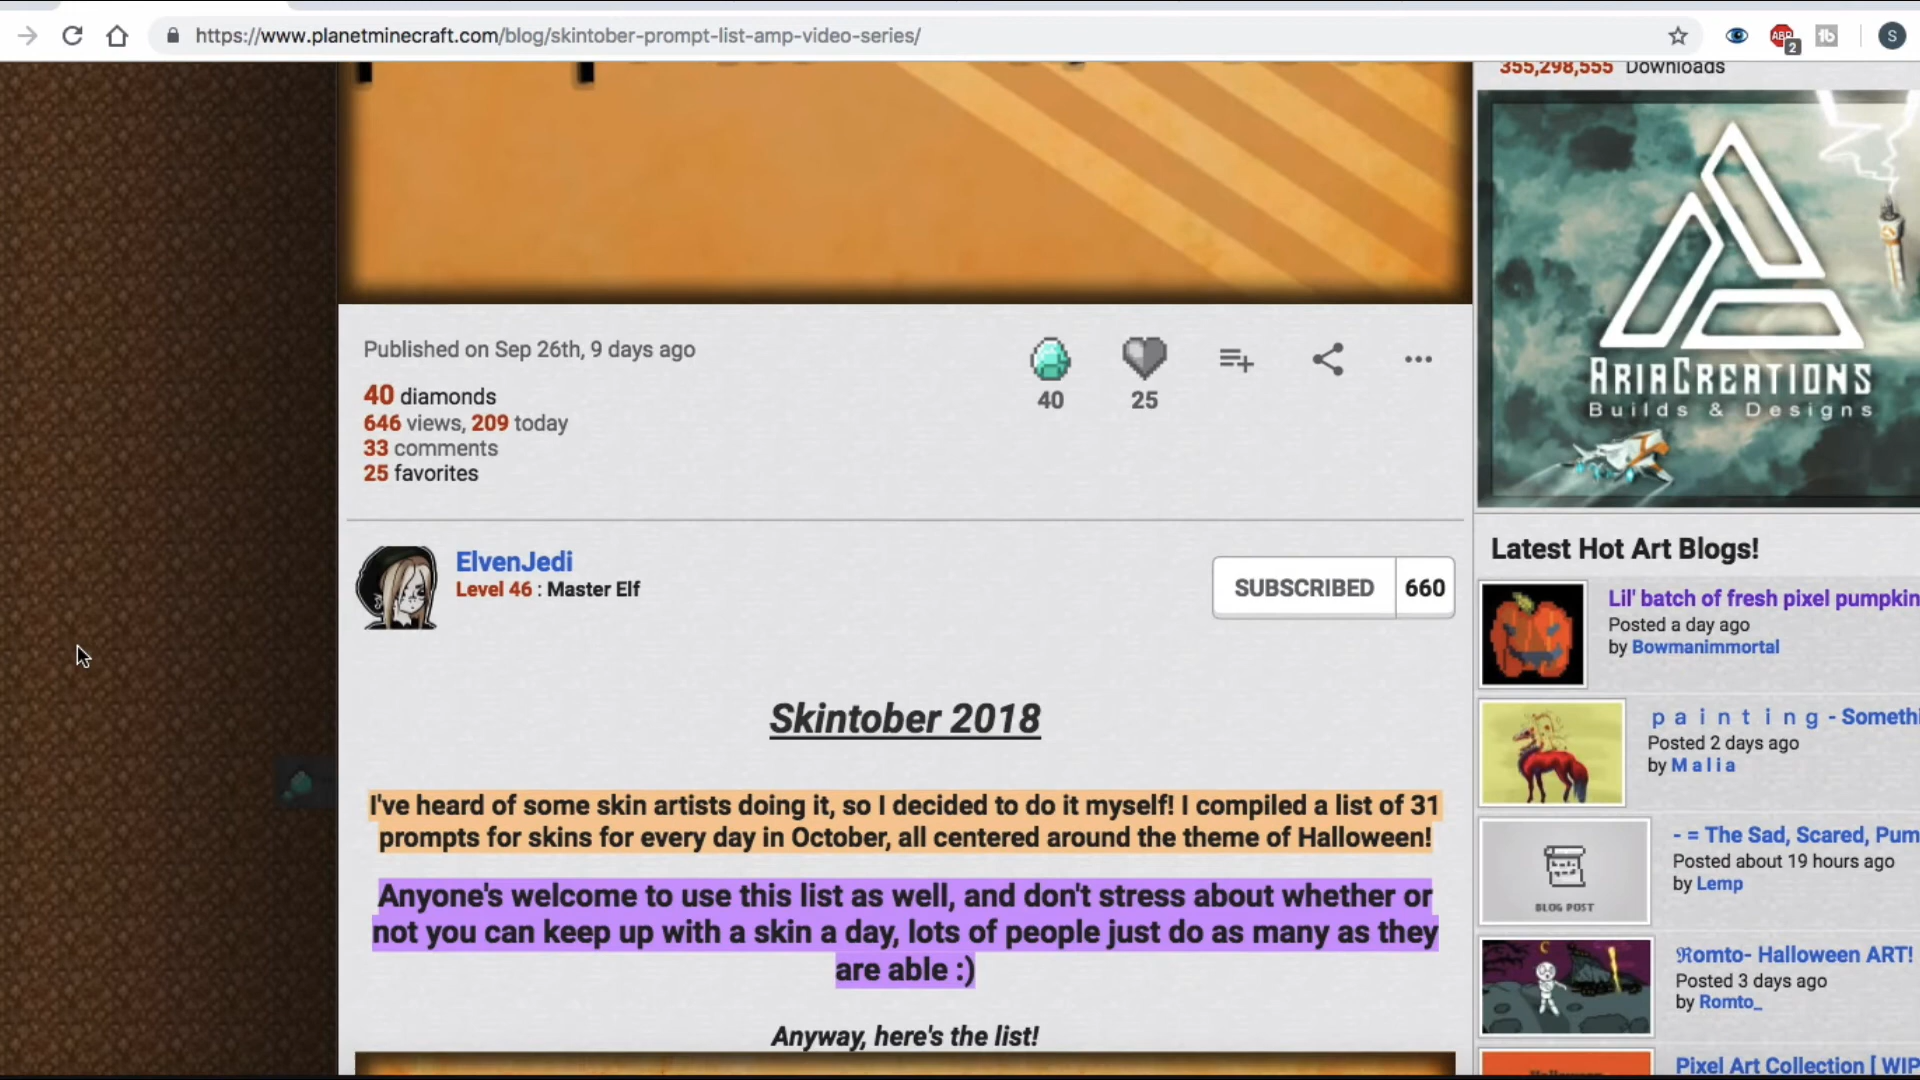 https://www.planetminecraft.com/blog/skintober-prompt-list-amp-video-series/
ABP
2
tb
S
355,298,555 Downloads
ARIACREATIONS
Builds & Designs
Published on Sep 26th, 9 days ago
40 diamonds
646 views, 209 today
33 comments
25 favorites
40
25
ElvenJedi
Level 46 : Master Elf
SUBSCRIBED 660
Skintober 2018
I've heard of some skin artists doing it, so I decided to do it myself! I compiled a list of 31
prompts for skins for every day in October, all centered around the theme of Halloween!
Anyone's welcome to use this list as well, and don't stress about whether or
not you can keep up with a skin a day, lots of people just do as many as they
are able :)
Anyway, here's the list!
Latest Hot Art Blogs!
Lil' batch of fresh pixel pumpkin
Posted a day ago
by Bowmanimmortal
p a i n t i n g - Somethi
Posted 2 days ago
by M a l i a
- = The Sad, Scared, Pum
Posted about 19 hours ago
by Lemp
BLOG POST
ℜomto- Halloween ART!
Posted 3 days ago
by Romto_
Pixel Art Collection [ WIP